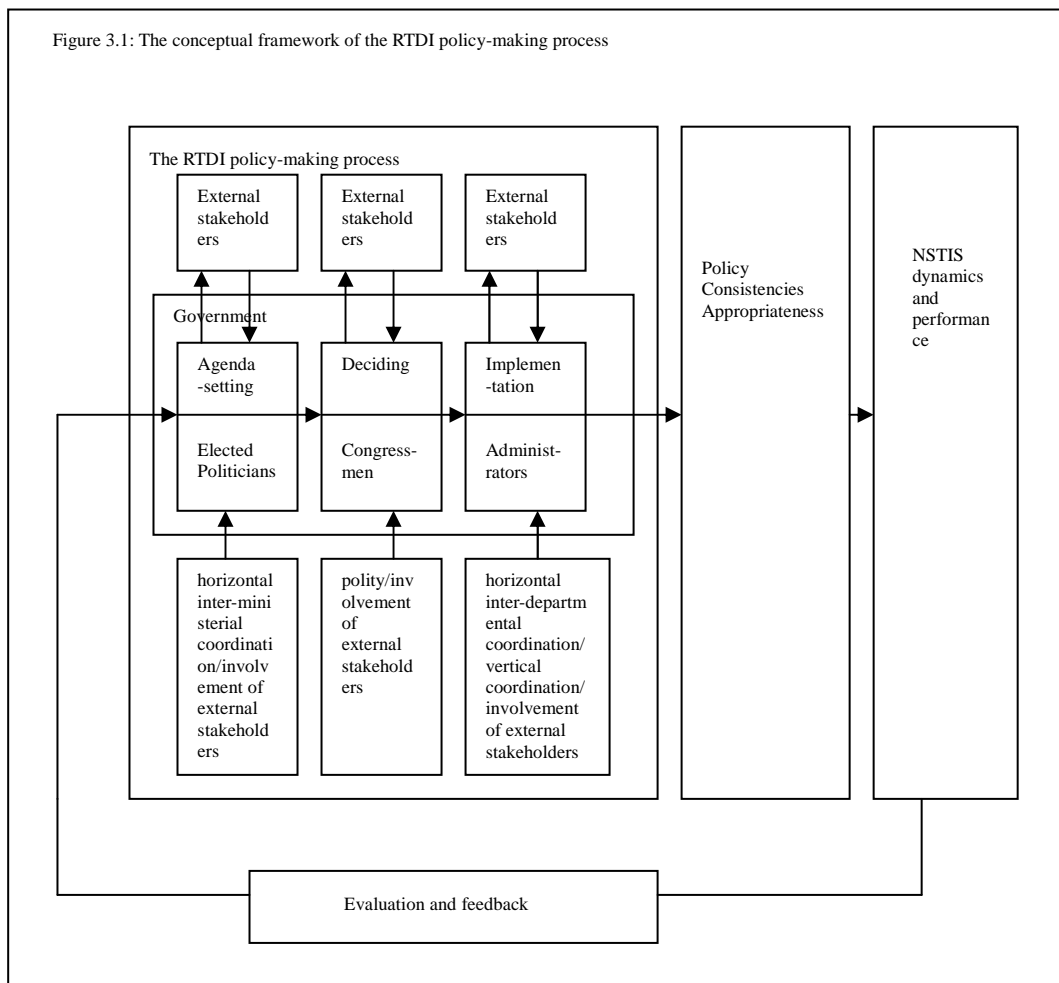 Figure 3.1: The conceptual framework of the RTDI policy-making process
The RTDI policy-making process
External
stakehold
ers
External
stakehold
ers
External
stakehold
ers
Government
Agenda
-setting
Elected
Politicians
Deciding
Congress-
men
Implemen
-tation
Administ-
rators
horizontal
inter-mini
sterial
coordinati
on/involv
ement of
external
stakehold
ers
polity/inv
olvement
of
external
stakehold
ers
horizontal
inter-departm
ental
coordination/
vertical
coordination/
involvement
of external
stakeholders
Policy
Consistencies
Appropriateness
NSTIS
dynamics
and
performan
ce
Evaluation and feedback